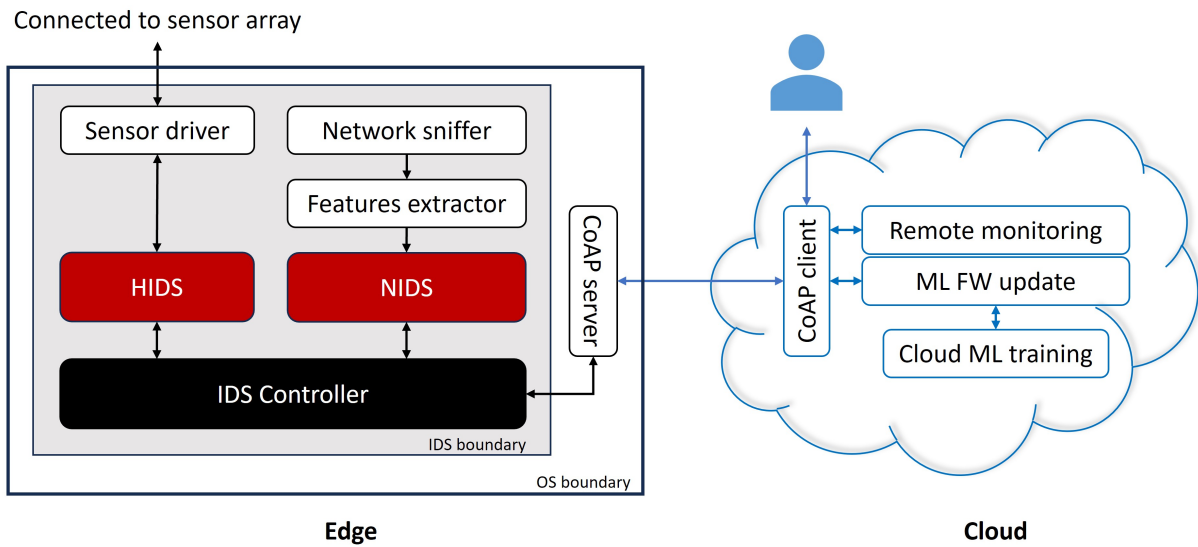 Connected to sensor array
Sensor driver
Network sniffer
Features extractor
HIDS
NIDS
CoAP server
IDS Controller
IDS boundary
OS boundary
Edge
CoAP client
Remote monitoring
ML FW update
Cloud ML training
Cloud